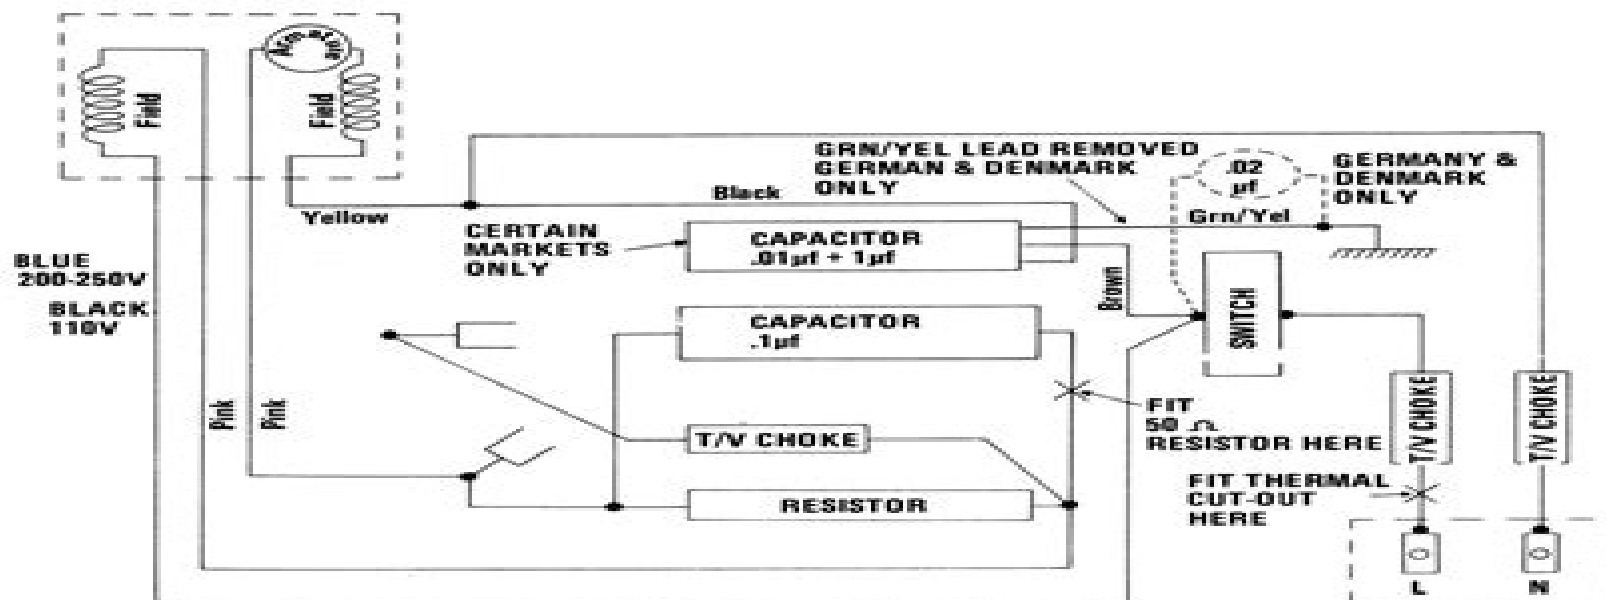 Armature
Field
Field
GRN/YEL LEAD REMOVED
GERMAN & DENMARK
ONLY
.02
µf
GERMANY &
DENMARK
ONLY
Black
Yellow
Grn/Yel
CERTAIN
MARKETS
ONLY
CAPACITOR
.01µf + 1µf
BLUE
200-250V
BLACK
110V
Brown
SWITCH
CAPACITOR
.1µf
Pink
Pink
T/V CHOKE
FIT
50 Ω
RESISTOR HERE
T/V CHOKE
T/V CHOKE
RESISTOR
FIT THERMAL
CUT-OUT
HERE
L
N